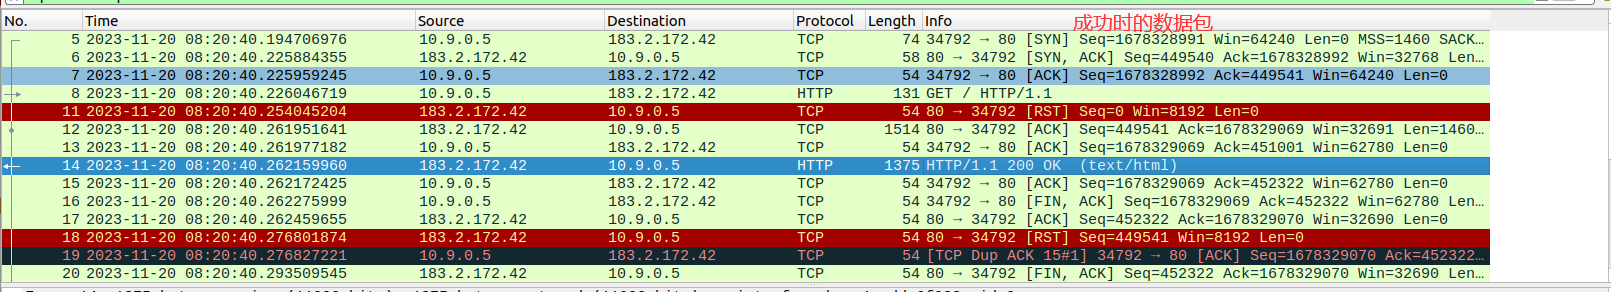 No. Time Source Destination Protocol Length Info 成功时的数据包
5 2023-11-20 08:20:40.194706976 10.9.0.5 183.2.172.42 TCP 74 34792 → 80 [SYN] Seq=1678328991 Win=64240 Len=0 MSS=1460 SACK…
6 2023-11-20 08:20:40.225884355 183.2.172.42 10.9.0.5 TCP 58 80 → 34792 [SYN, ACK] Seq=449540 Ack=1678328992 Win=32768 Len…
7 2023-11-20 08:20:40.225959245 10.9.0.5 183.2.172.42 TCP 54 34792 → 80 [ACK] Seq=1678328992 Ack=449541 Win=64240 Len=0
8 2023-11-20 08:20:40.226046719 10.9.0.5 183.2.172.42 HTTP 131 GET / HTTP/1.1
11 2023-11-20 08:20:40.254045204 183.2.172.42 10.9.0.5 TCP 54 80 → 34792 [RST] Seq=0 Win=8192 Len=0
12 2023-11-20 08:20:40.261951641 183.2.172.42 10.9.0.5 TCP 1514 80 → 34792 [ACK] Seq=449541 Ack=1678329069 Win=32691 Len=1460…
13 2023-11-20 08:20:40.261977182 10.9.0.5 183.2.172.42 TCP 54 34792 → 80 [ACK] Seq=1678329069 Ack=451001 Win=62780 Len=0
14 2023-11-20 08:20:40.262159960 183.2.172.42 10.9.0.5 HTTP 1375 HTTP/1.1 200 OK (text/html)
15 2023-11-20 08:20:40.262172425 10.9.0.5 183.2.172.42 TCP 54 34792 → 80 [ACK] Seq=1678329069 Ack=452322 Win=62780 Len=0
16 2023-11-20 08:20:40.262275999 10.9.0.5 183.2.172.42 TCP 54 34792 → 80 [FIN, ACK] Seq=1678329069 Ack=452322 Win=62780 Len…
17 2023-11-20 08:20:40.262459655 183.2.172.42 10.9.0.5 TCP 54 80 → 34792 [ACK] Seq=452322 Ack=1678329070 Win=32690 Len=0
18 2023-11-20 08:20:40.276801874 183.2.172.42 10.9.0.5 TCP 54 80 → 34792 [RST] Seq=449541 Win=8192 Len=0
19 2023-11-20 08:20:40.276827221 10.9.0.5 183.2.172.42 TCP 54 [TCP Dup ACK 15#1] 34792 → 80 [ACK] Seq=1678329070 Ack=452322…
20 2023-11-20 08:20:40.293509545 183.2.172.42 10.9.0.5 TCP 54 80 → 34792 [FIN, ACK] Seq=452322 Ack=1678329070 Win=32690 Len…